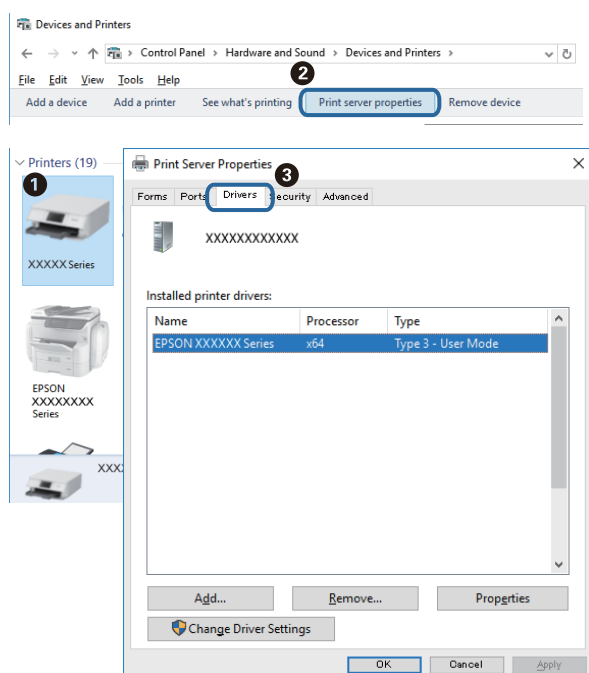 Devices and Printers
Control Panel > Hardware and Sound > Devices and Printers >
2
File Edit View Tools Help
Add a device Add a printer See what's printing Print server properties Remove device
Printers (19)
1
XXXXX Series
EPSON
XXXXXXXX
Series
XXX
Print Server Properties
3
Forms Ports Drivers Security Advanced
XXXXXXXXXXXX
Installed printer drivers:
Name Processor Type
EPSON XXXXXX Series x64 Type 3 - User Mode
Add... Remove... Properties
Change Driver Settings
OK Cancel Apply